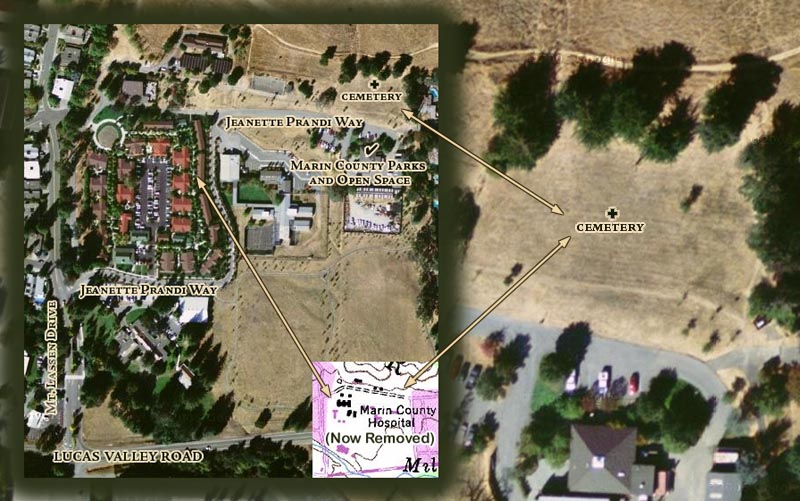 CEMETERY
JEANETTE PRANDI WAY
MARIN COUNTY PARKS
AND OPEN SPACE
CEMETERY
JEANETTE PRANDI WAY
MT. LASSEN DRIVE
Marin County
Hospital
(Now Removed)
LUCAS VALLEY ROAD